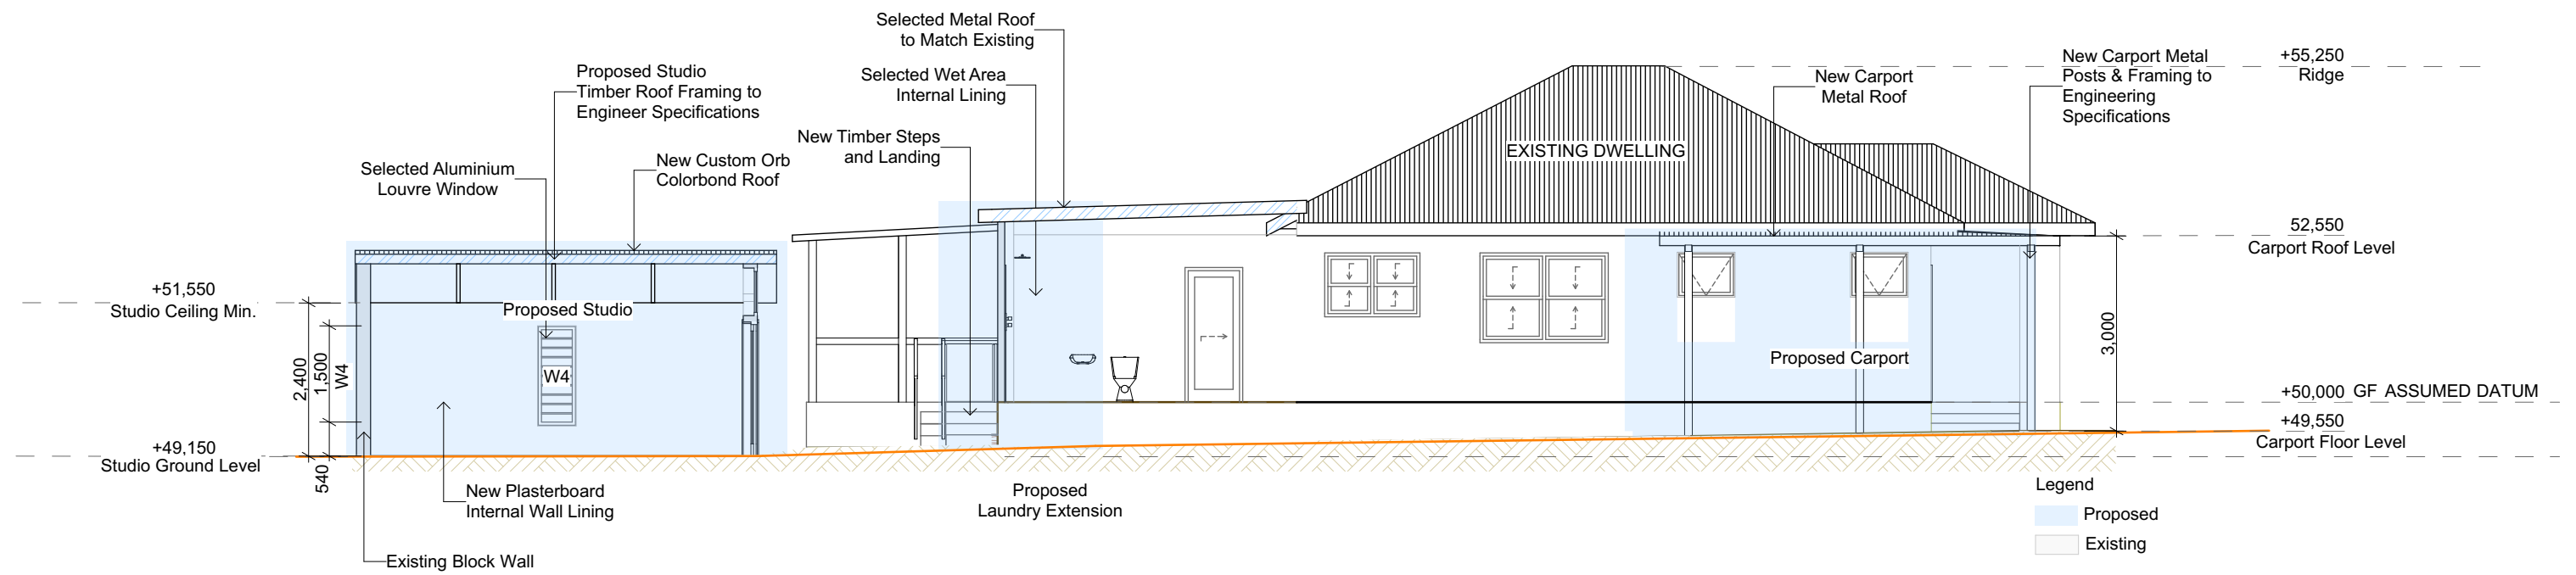 Selected Metal Roof
to Match Existing
Selected Wet Area
Internal Lining
New Timber Steps
and Landing
Proposed Studio
Timber Roof Framing to
Engineer Specifications
Selected Aluminium
Louvre Window
New Custom Orb
Colorbond Roof
New Carport
Metal Roof
New Carport Metal
Posts & Framing to
Engineering
Specifications
+55,250
Ridge
EXISTING DWELLING
52,550
Carport Roof Level
+51,550
Studio Ceiling Min.
Proposed Studio
W4
2,400
1,500
W4
540
3,000
Proposed Carport
+50,000 GF ASSUMED DATUM
+49,550
Carport Floor Level
+49,150
Studio Ground Level
New Plasterboard
Internal Wall Lining
Existing Block Wall
Proposed
Laundry Extension
Legend
Proposed
Existing